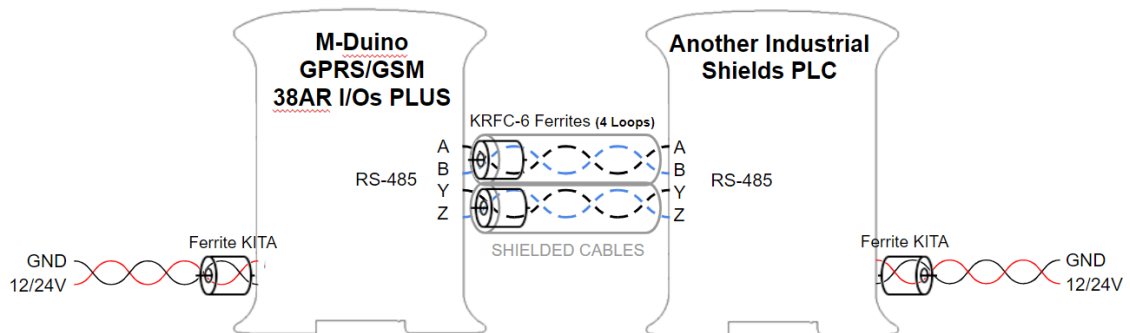 M-Duino
GPRS/GSM
38AR I/Os PLUS
Another Industrial
Shields PLC
KRFC-6 Ferrites (4 Loops)
A
B
Y
Z
RS-485
A
B
Y
Z
RS-485
SHIELDED CABLES
Ferrite KITA
GND
12/24V
Ferrite KITA
GND
12/24V